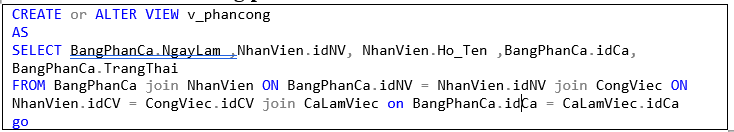 CREATE or ALTER VIEW v_phancong
AS
SELECT BangPhanCa.NgayLam ,NhanVien.idNV, NhanVien.Ho_Ten ,BangPhanCa.idCa,
BangPhanCa.TrangThai
FROM BangPhanCa join NhanVien ON BangPhanCa.idNV = NhanVien.idNV join CongViec ON
NhanVien.idCV = CongViec.idCV join CaLamViec on BangPhanCa.idCa = CaLamViec.idCa
go